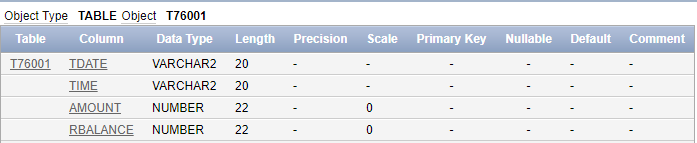 Object Type TABLE Object T76001
Table Column Data Type Length Precision Scale Primary Key Nullable Default Comment
T76001 TDATE VARCHAR2 20 - - - - - -
TIME VARCHAR2 20 - - - - - -
AMOUNT NUMBER 22 - 0 - - - -
RBALANCE NUMBER 22 - 0 - - - -